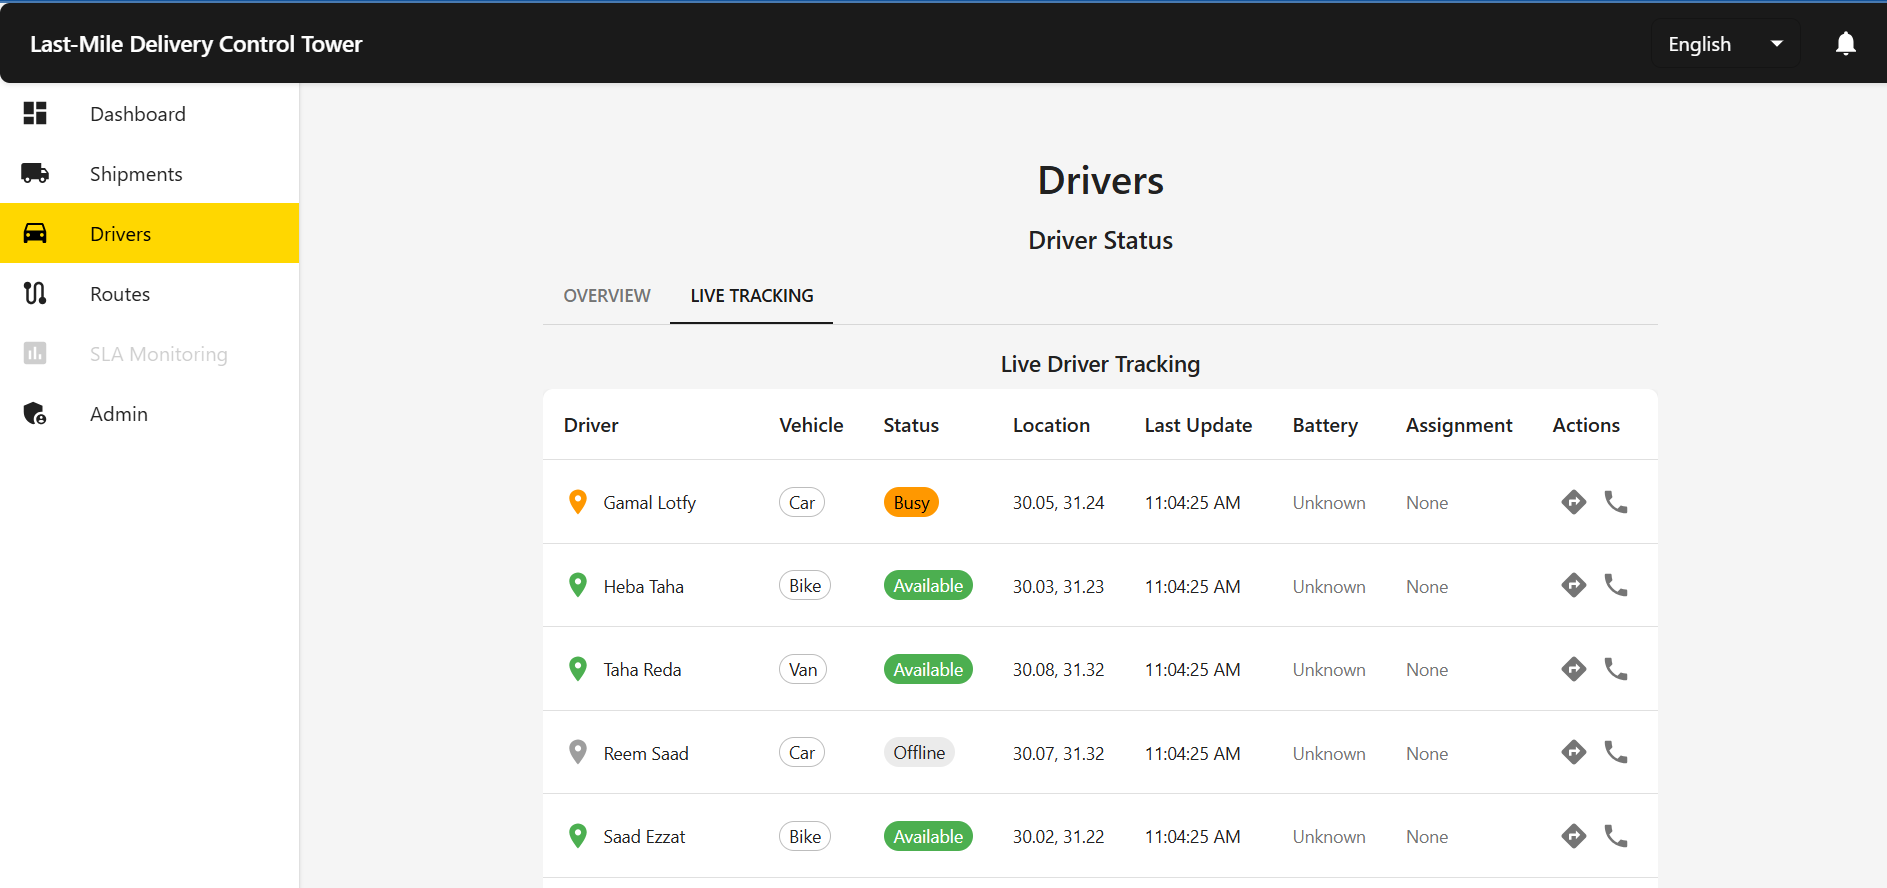 Last-Mile Delivery Control Tower English
Dashboard
Shipments
Drivers
Routes
SLA Monitoring
Admin
Drivers
Driver Status
OVERVIEW LIVE TRACKING
Live Driver Tracking
Driver Vehicle Status Location Last Update Battery Assignment Actions
Gamal Lotfy Car Busy 30.05, 31.24 11:04:25 AM Unknown None
Heba Taha Bike Available 30.03, 31.23 11:04:25 AM Unknown None
Taha Reda Van Available 30.08, 31.32 11:04:25 AM Unknown None
Reem Saad Car Offline 30.07, 31.32 11:04:25 AM Unknown None
Saad Ezzat Bike Available 30.02, 31.22 11:04:25 AM Unknown None